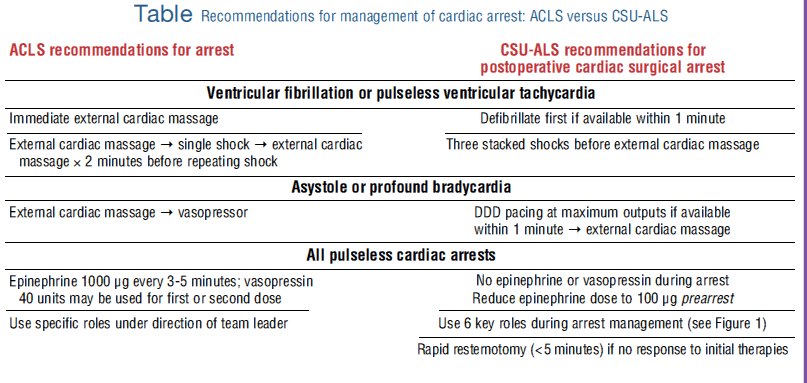 Table Recommendations for management of cardiac arrest: ACLS versus CSU-ALS
ACLS recommendations for arrest
CSU-ALS recommendations for
postoperative cardiac surgical arrest
Ventricular fibrillation or pulseless ventricular tachycardia
Immediate external cardiac massage
Defibrillate first if available within 1 minute
External cardiac massage → single shock → external cardiac
massage × 2 minutes before repeating shock
Three stacked shocks before external cardiac massage
Asystole or profound bradycardia
External cardiac massage → vasopressor
DDD pacing at maximum outputs if available
within 1 minute → external cardiac massage
All pulseless cardiac arrests
Epinephrine 1000 µg every 3-5 minutes; vasopressin
40 units may be used for first or second dose
No epinephrine or vasopressin during arrest
Reduce epinephrine dose to 100 µg prearrest
Use specific roles under direction of team leader
Use 6 key roles during arrest management (see Figure 1)
Rapid resternotomy (<5 minutes) if no response to initial therapies